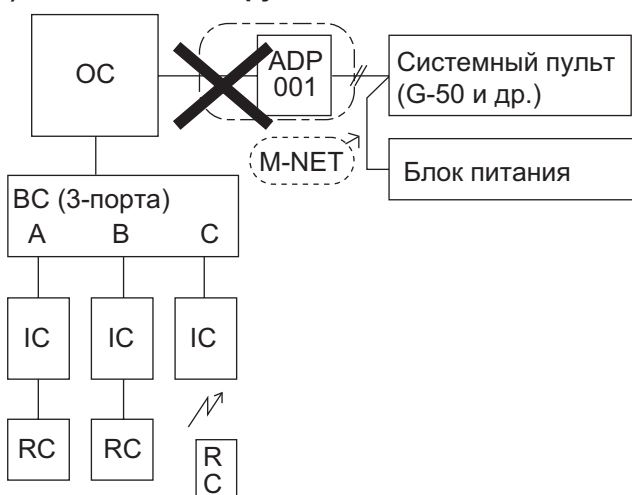 OC
ADP
001
Системный пульт
(G-50 и др.)
M-NET
Блок питания
BC (3-порта)
A B C
IC IC IC
RC RC
R
C